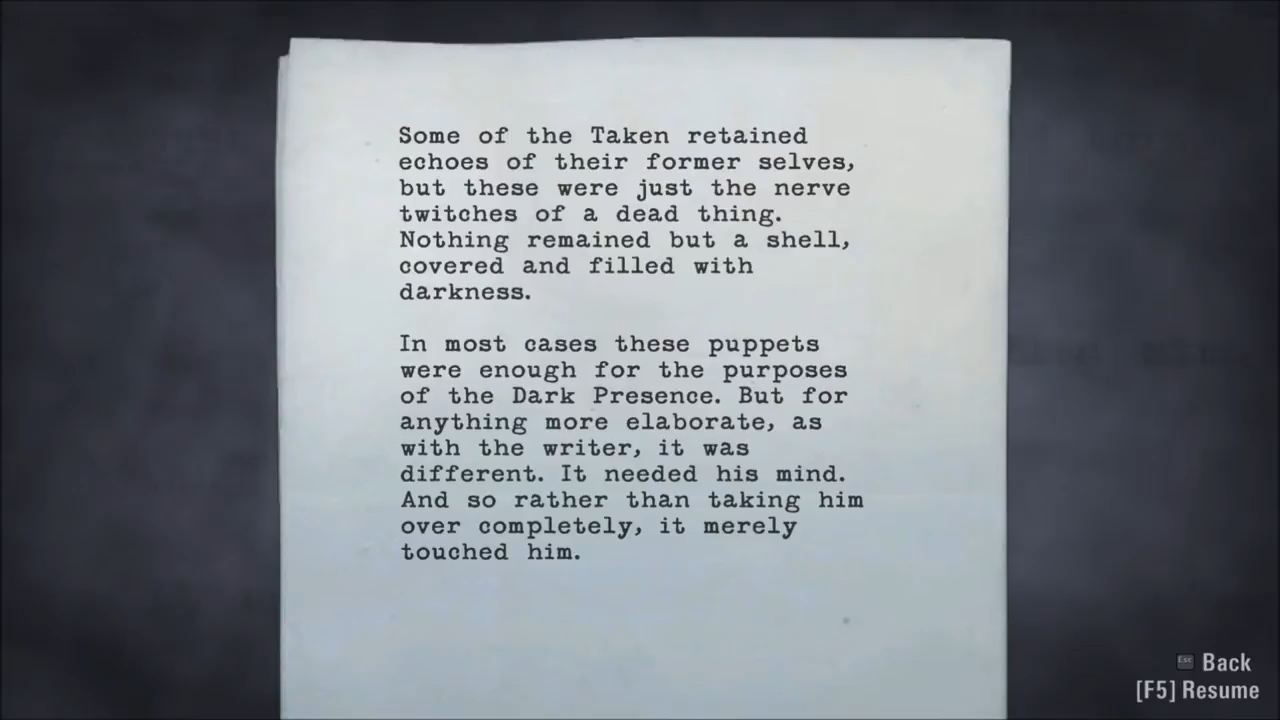 Some of the Taken retained
echoes of their former selves,
but these were just the nerve
twitches of a dead thing.
Nothing remained but a shell,
covered and filled with
darkness.
In most cases these puppets
were enough for the purposes
of the Dark Presence. But for
anything more elaborate, as
with the writer, it was
different. It needed his mind.
And so rather than taking him
over completely, it merely
touched him.
Esc Back
[F5] Resume